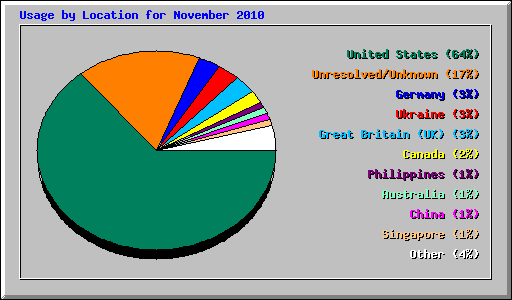 Usage by Location for November 2010
United States (64%)
Unresolved/Unknown (17%)
Germany (3%)
Ukraine (3%)
Great Britain (UK) (3%)
Canada (2%)
Philippines (1%)
Australia (1%)
China (1%)
Singapore (1%)
Other (4%)